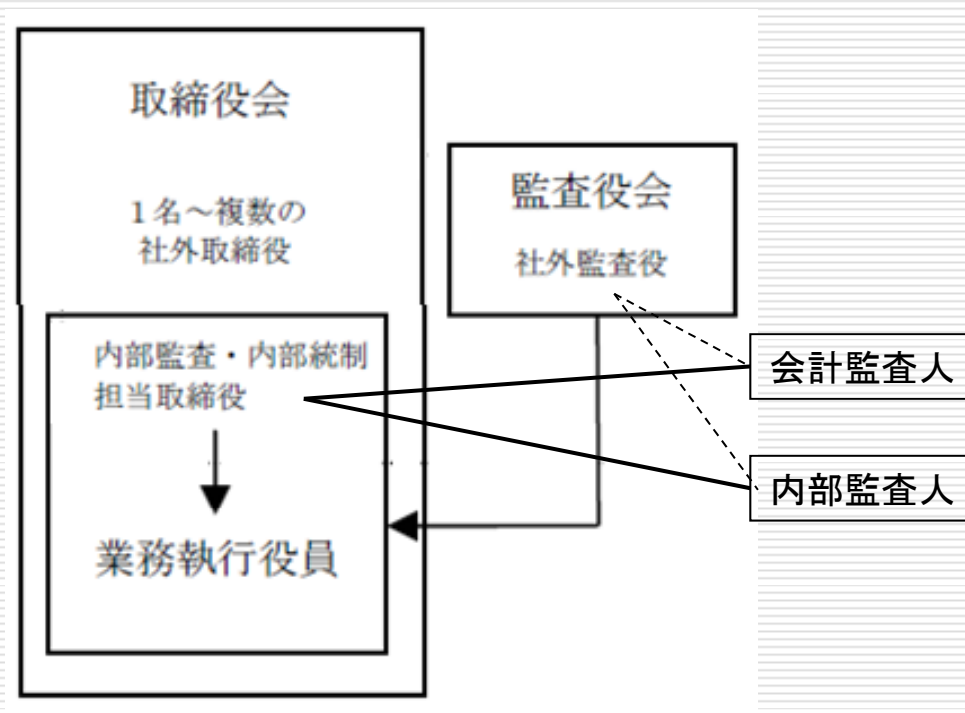 取締役会
1名～複数の
社外取締役
内部監査・内部統制
担当取締役
業務執行役員
監査役会
社外監査役
会計監査人
内部監査人